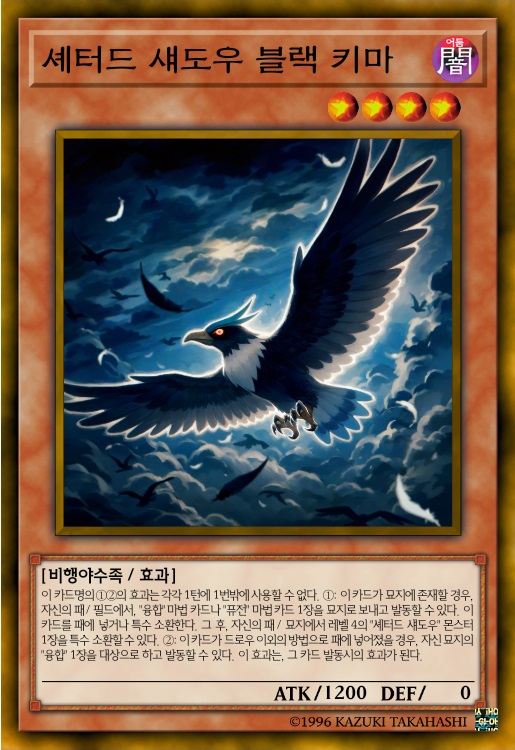 셰터드 섀도우 블랙 키마
어둠
闇
[비행야수족 / 효과]
이 카드명의 ①②의 효과는 각각 1턴에 1번밖에 사용할 수 없다. ①: 이 카드가 묘지에 존재할 경우,
자신의 패 / 필드에서, "융합" 마법 카드나 "퓨전" 마법 카드 1장을 묘지로 보내고 발동할 수 있다. 이
카드를 패에 넣거나 특수 소환한다. 그 후, 자신의 패 / 묘지에서 레벨 4의 "셰터드 섀도우" 몬스터
1장을 특수 소환할 수 있다. ②: 이 카드가 드로우 이외의 방법으로 패에 넣어졌을 경우, 자신 묘지의
"융합" 1장을 대상으로 하고 발동할 수 있다. 이 효과는, 그 카드 발동시의 효과가 된다.
ATK/1200 DEF/ 0
©1996 KAZUKI TAKAHASHI